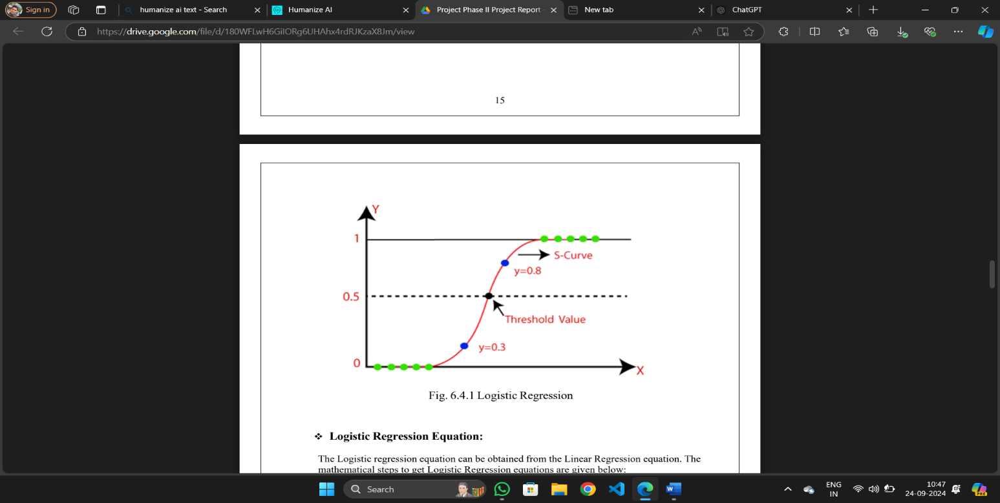 Sign in
humanize ai text - Search
Humanize AI
Project Phase II Project Report -
New tab
ChatGPT
https://drive.google.com/file/d/180WFLwH6GiIORg6UHAhx4rdRJKzaX8Jm/view
15
Y
1
S-Curve
y=0.8
0.5
Threshold Value
y=0.3
0
X
Fig. 6.4.1 Logistic Regression
❖ Logistic Regression Equation:
The Logistic regression equation can be obtained from the Linear Regression equation. The
mathematical steps to get Logistic Regression equations are given below:
Search
ENG
IN
10:47
24-09-2024
PRE